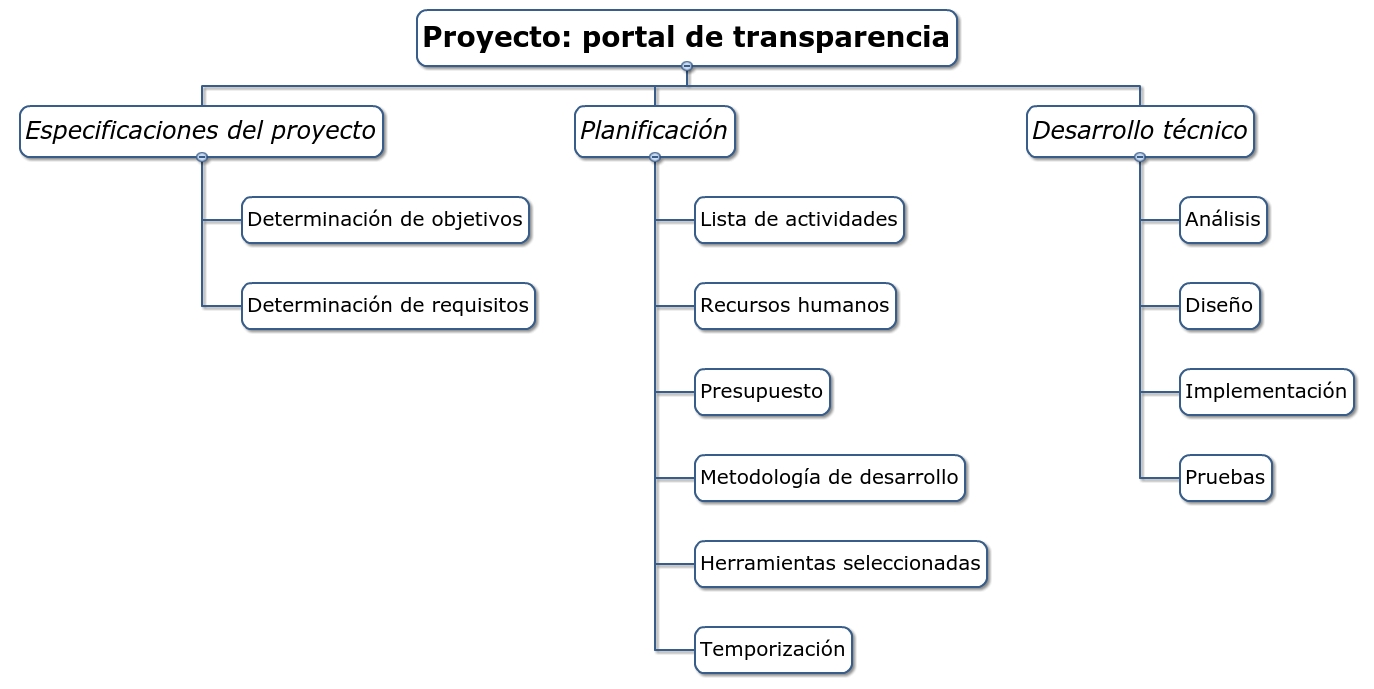 Proyecto: portal de transparencia
Especificaciones del proyecto
Determinación de objetivos
Determinación de requisitos
Planificación
Lista de actividades
Recursos humanos
Presupuesto
Metodología de desarrollo
Herramientas seleccionadas
Temporización
Desarrollo técnico
Análisis
Diseño
Implementación
Pruebas